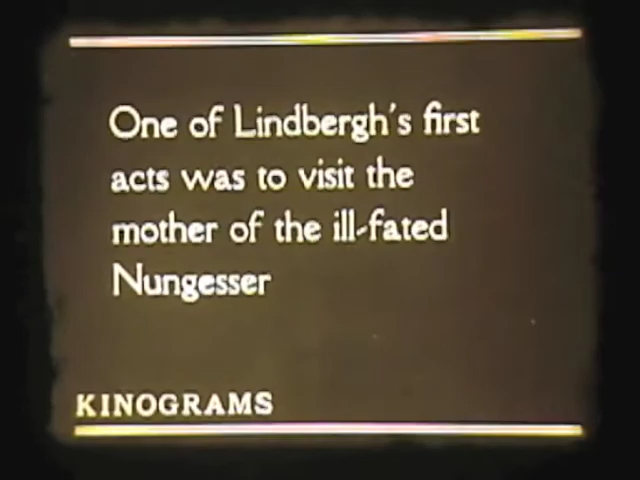 One of Lindbergh's first
acts was to visit the
mother of the ill-fated
Nungesser
KINOGRAMS